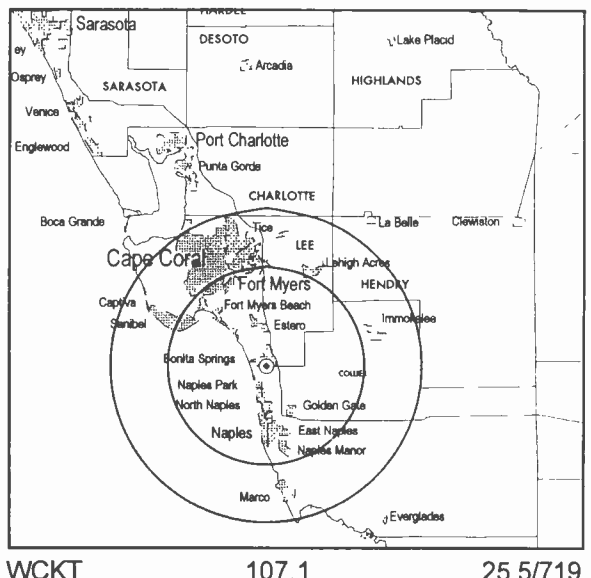 HARDEE
Sarasota
DESOTO
Lake Placid
ey
Arcadia
Osprey
HIGHLANDS
SARASOTA
Venice
Port Charlotte
Englewood
Punta Gorda
CHARLOTTE
Boca Grande
La Belle
Clewiston
Tice
LEE
Cape Coral
Lehigh Acres
Fort Myers
HENDRY
Captiva
Fort Myers Beach
Sanibel
Estero
Immokalee
Bonita Springs
COLLIER
Naples Park
North Naples
Golden Gate
Naples
East Naples
Naples Manor
Marco
Everglades
WCKT 107.1 25.5/719